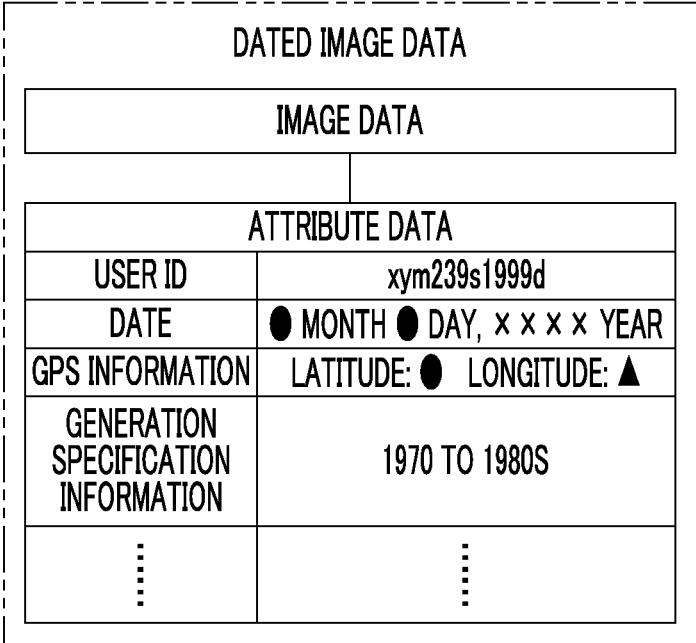 DATED IMAGE DATA
IMAGE DATA
ATTRIBUTE DATA
USER ID xym239s1999d
DATE ● MONTH ● DAY, ×××× YEAR
GPS INFORMATION LATITUDE: ● LONGITUDE: ▲
GENERATION
SPECIFICATION
INFORMATION
1970 TO 1980S